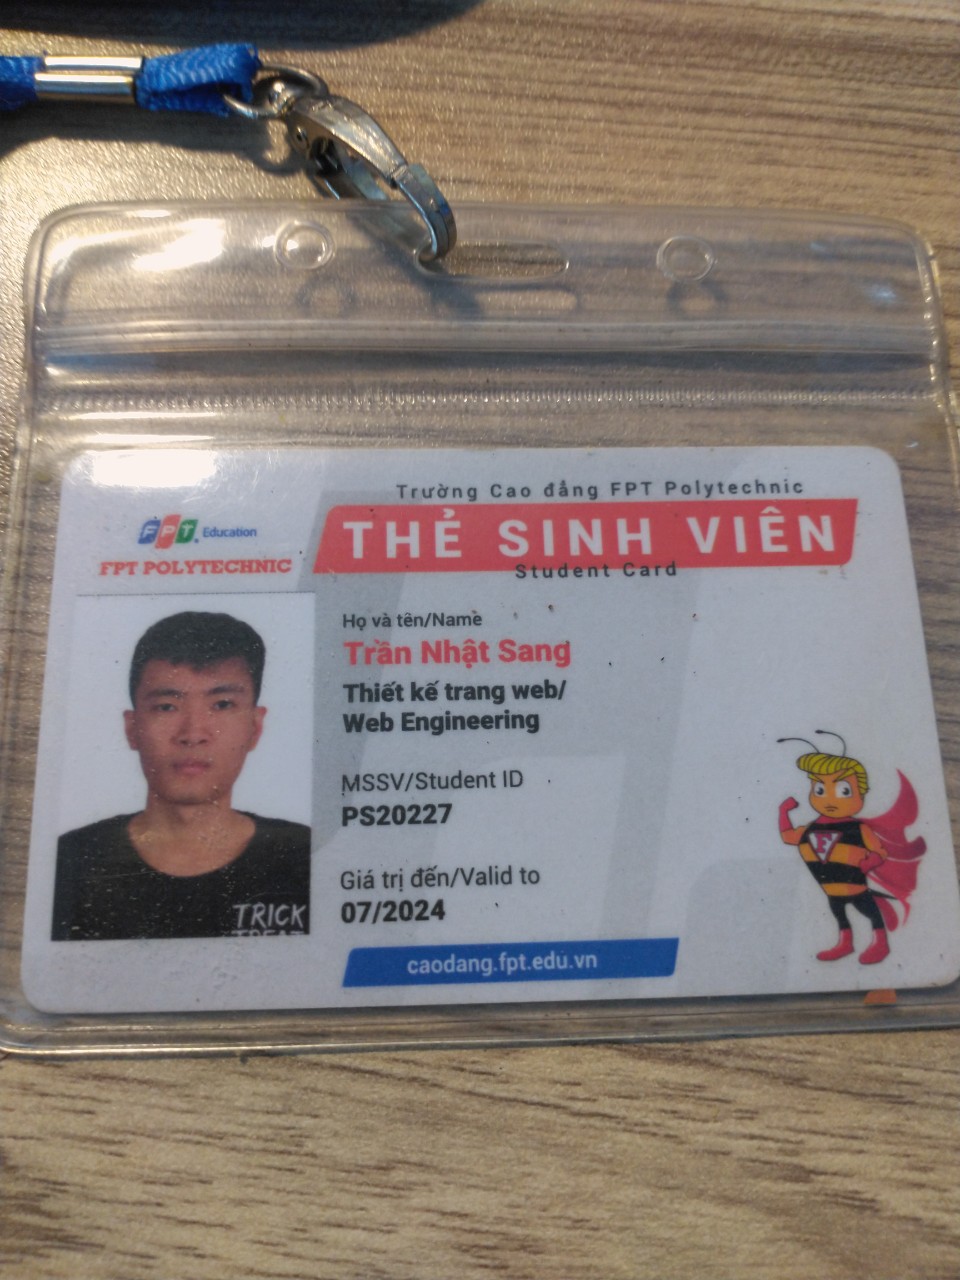 Trường Cao đẳng FPT Polytechnic
FPT Education
THẺ SINH VIÊN
FPT POLYTECHNIC
Student Card
Họ và tên/Name
Trần Nhật Sang
Thiết kế trang web/
Web Engineering
MSSV/Student ID
PS20227
Giá trị đến/Valid to
07/2024
TRICK
TREAT
F
caodang.fpt.edu.vn